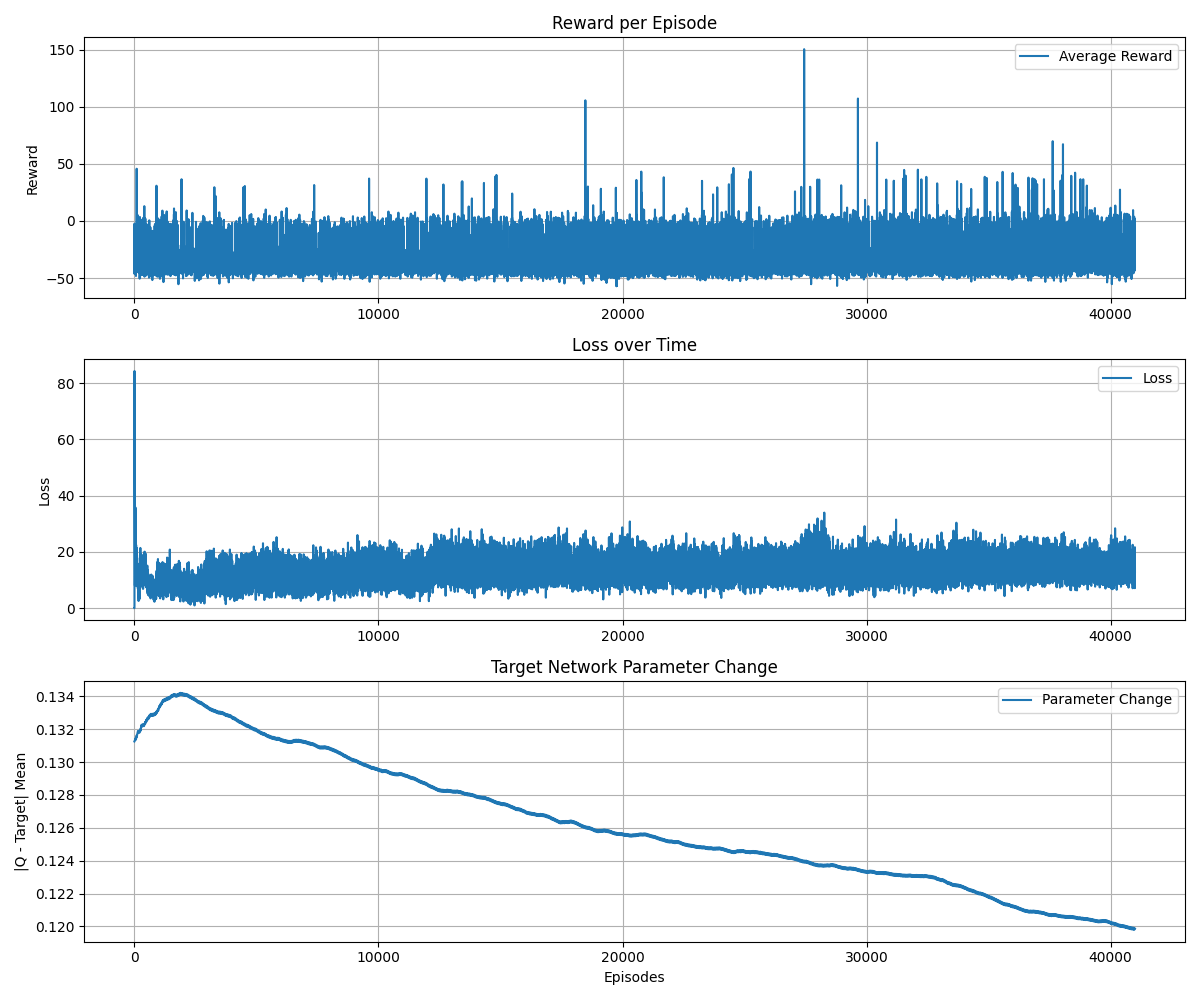 Reward per Episode
Average Reward
Reward
150
100
50
0
−50
0 10000 20000 30000 40000
Loss over Time
Loss
Loss
80
60
40
20
0
0 10000 20000 30000 40000
Target Network Parameter Change
Parameter Change
|Q - Target| Mean
0.134
0.132
0.130
0.128
0.126
0.124
0.122
0.120
0 10000 20000 30000 40000
Episodes